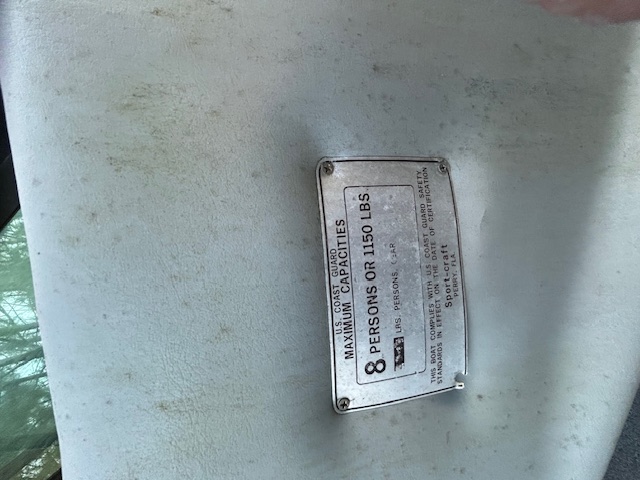 U.S. COAST GUARD
MAXIMUM CAPACITIES
8 PERSONS OR 1150 LBS
LBS. PERSONS,
THIS BOAT COMPLIES WITH U.S. COAST GUARD SAFETY
STANDARDS IN EFFECT ON THE DATE OF CERTIFICATION
Sport-craft
PERRY, FLA.